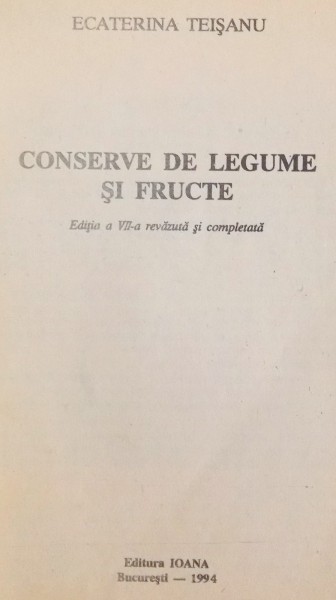 ECATERINA TEIŞANU
CONSERVE DE LEGUME
ŞI FRUCTE
Ediţia a VII-a revăzută şi completată
Editura IOANA
Bucureşti — 1994